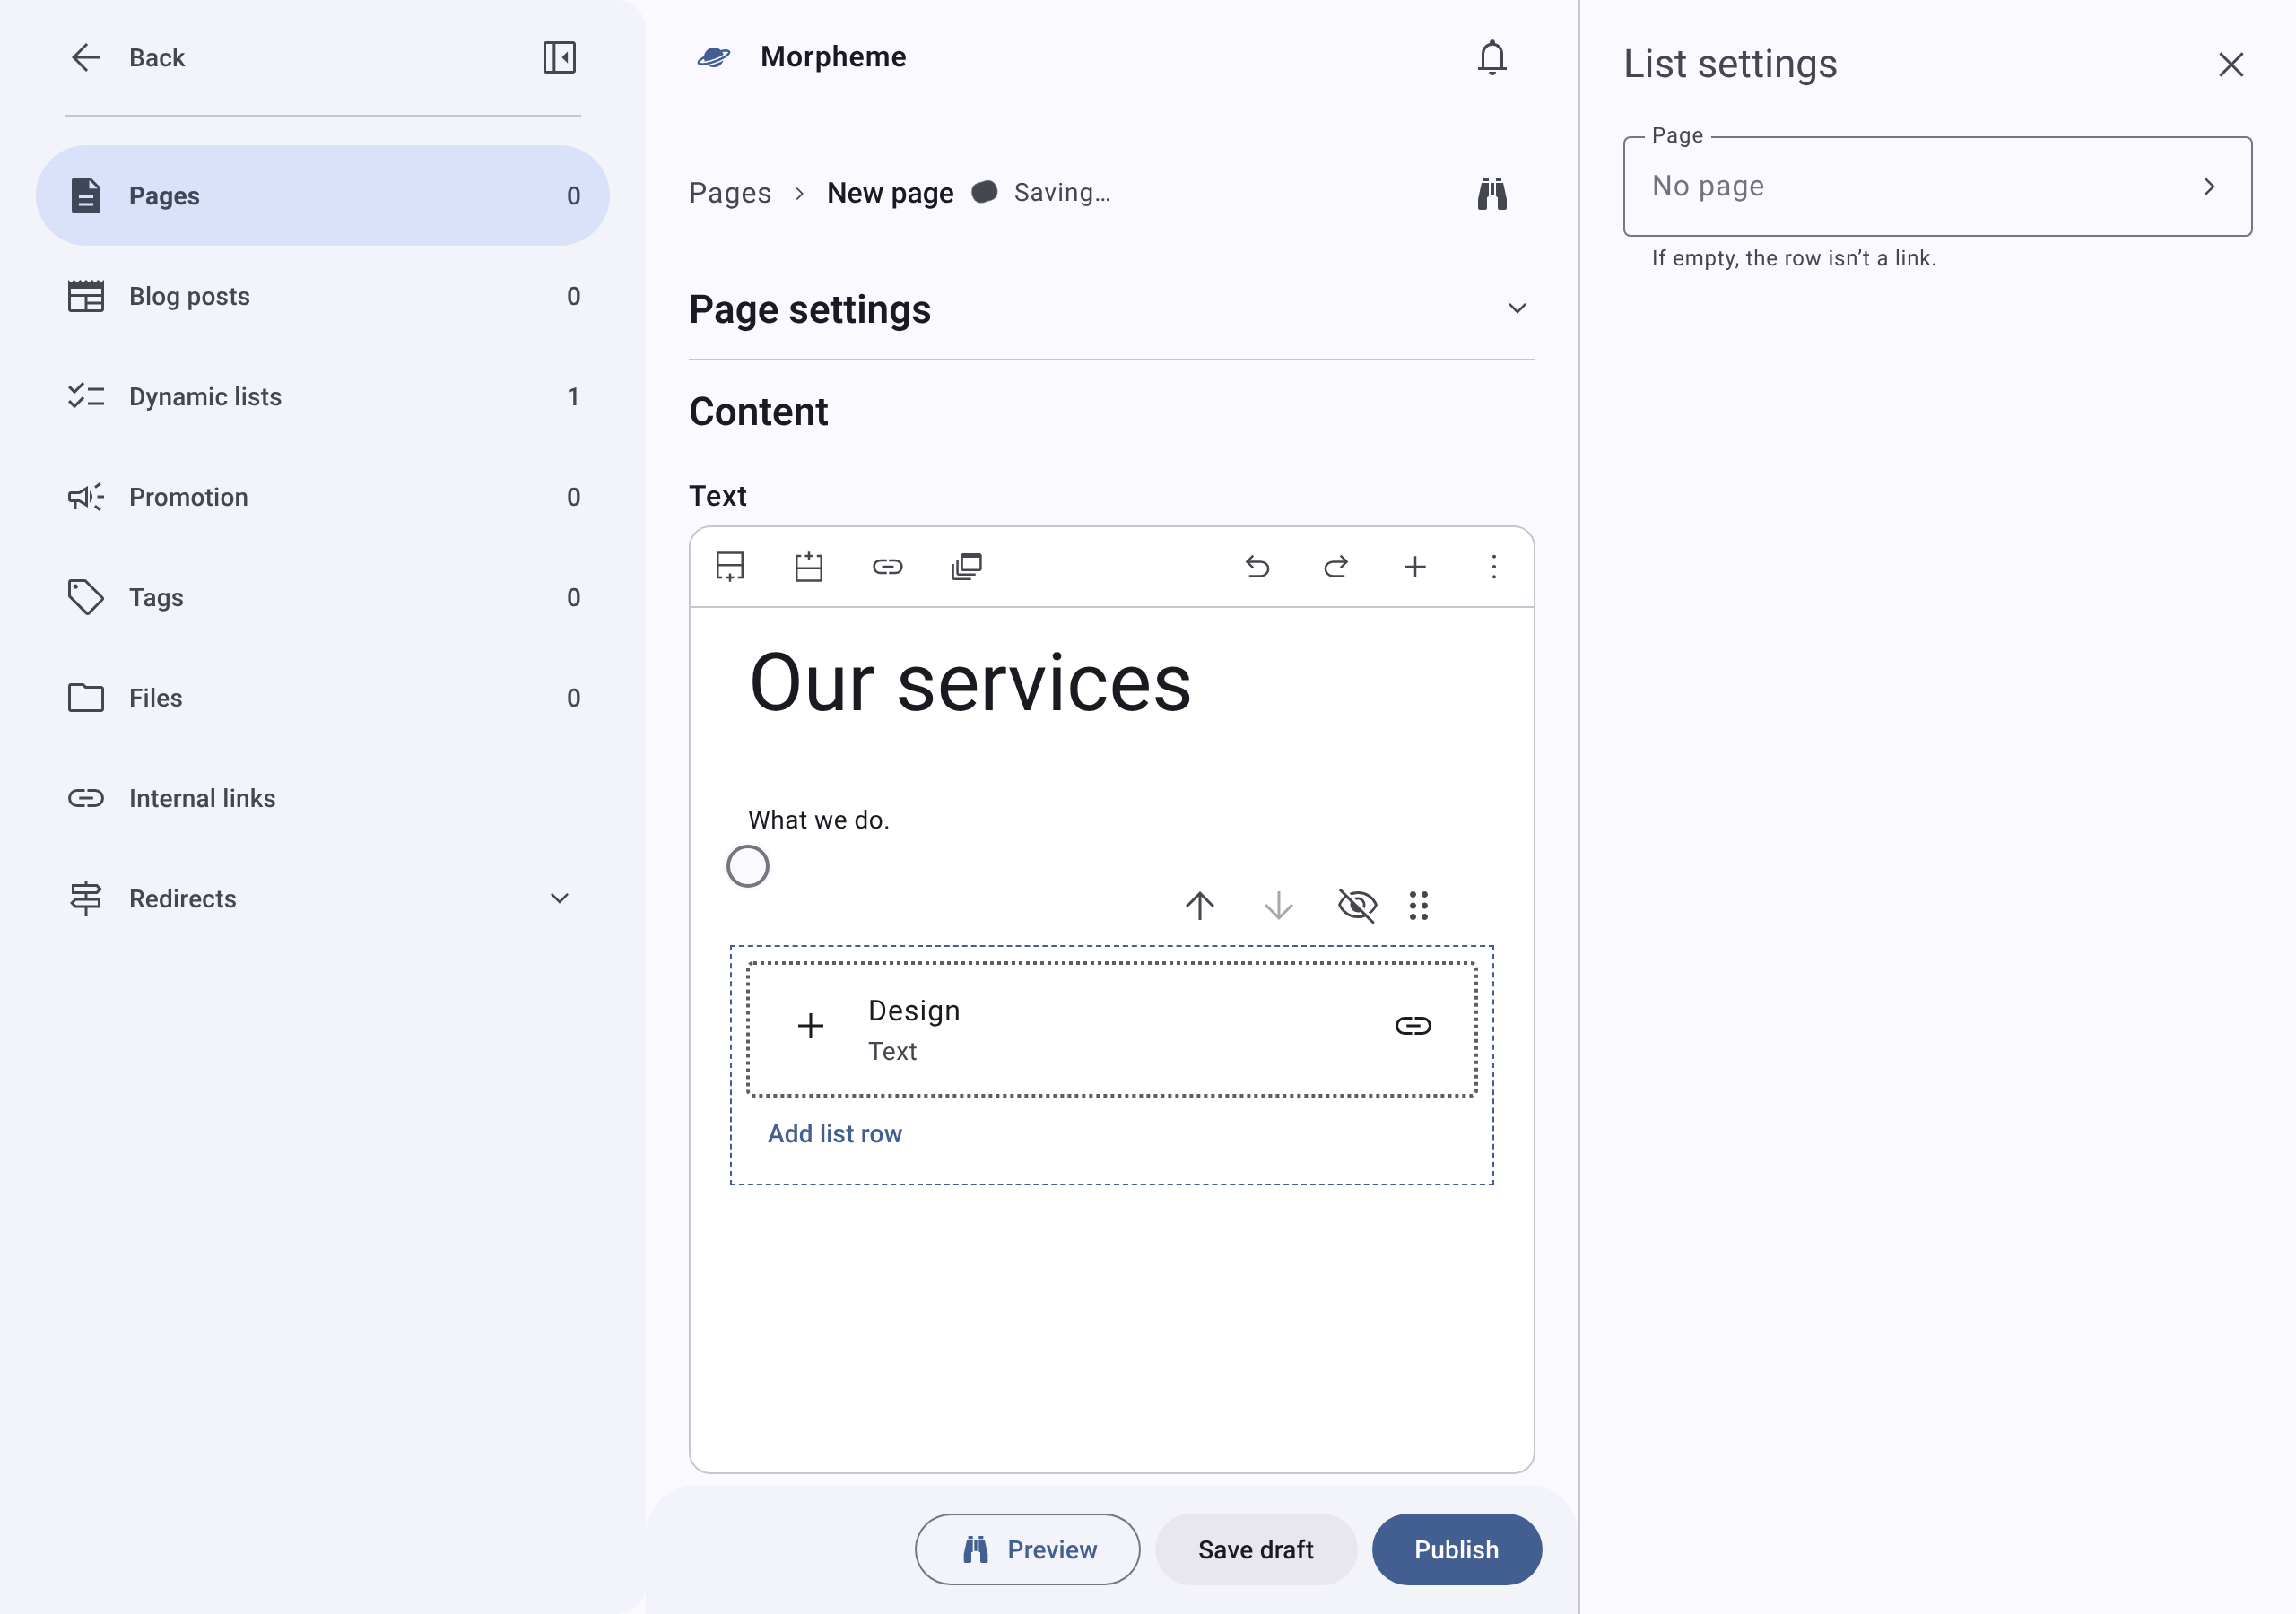 Back
Pages 0
Blog posts 0
Dynamic lists 1
Promotion 0
Tags 0
Files 0
Internal links
Redirects
Morpheme
Pages New page Saving…
Page settings
Content
Text
Our services
What we do.
Design
Text
Add list row
Preview Save draft Publish
List settings
Page
No page
If empty, the row isn’t a link.